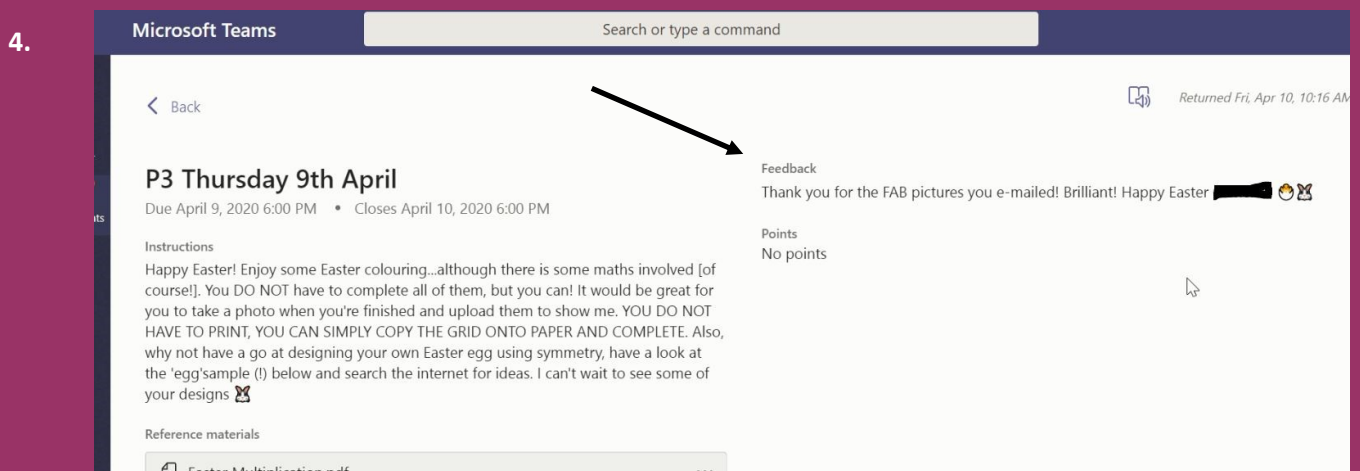 4.
Microsoft Teams
Search or type a command
Back
Returned Fri, Apr 10, 10:16 AM
P3 Thursday 9th April
Due April 9, 2020 6:00 PM • Closes April 10, 2020 6:00 PM
Instructions
Happy Easter! Enjoy some Easter colouring...although there is some maths involved [of
course!]. You DO NOT have to complete all of them, but you can! It would be great for
you to take a photo when you're finished and upload them to show me. YOU DO NOT
HAVE TO PRINT, YOU CAN SIMPLY COPY THE GRID ONTO PAPER AND COMPLETE. Also,
why not have a go at designing your own Easter egg using symmetry, have a look at
the 'egg'sample (!) below and search the internet for ideas. I can't wait to see some of
your designs 🐰
Reference materials
Easter Multiplication.pdf
...
Feedback
Thank you for the FAB pictures you e-mailed! Brilliant! Happy Easter 🐣🐰
Points
No points